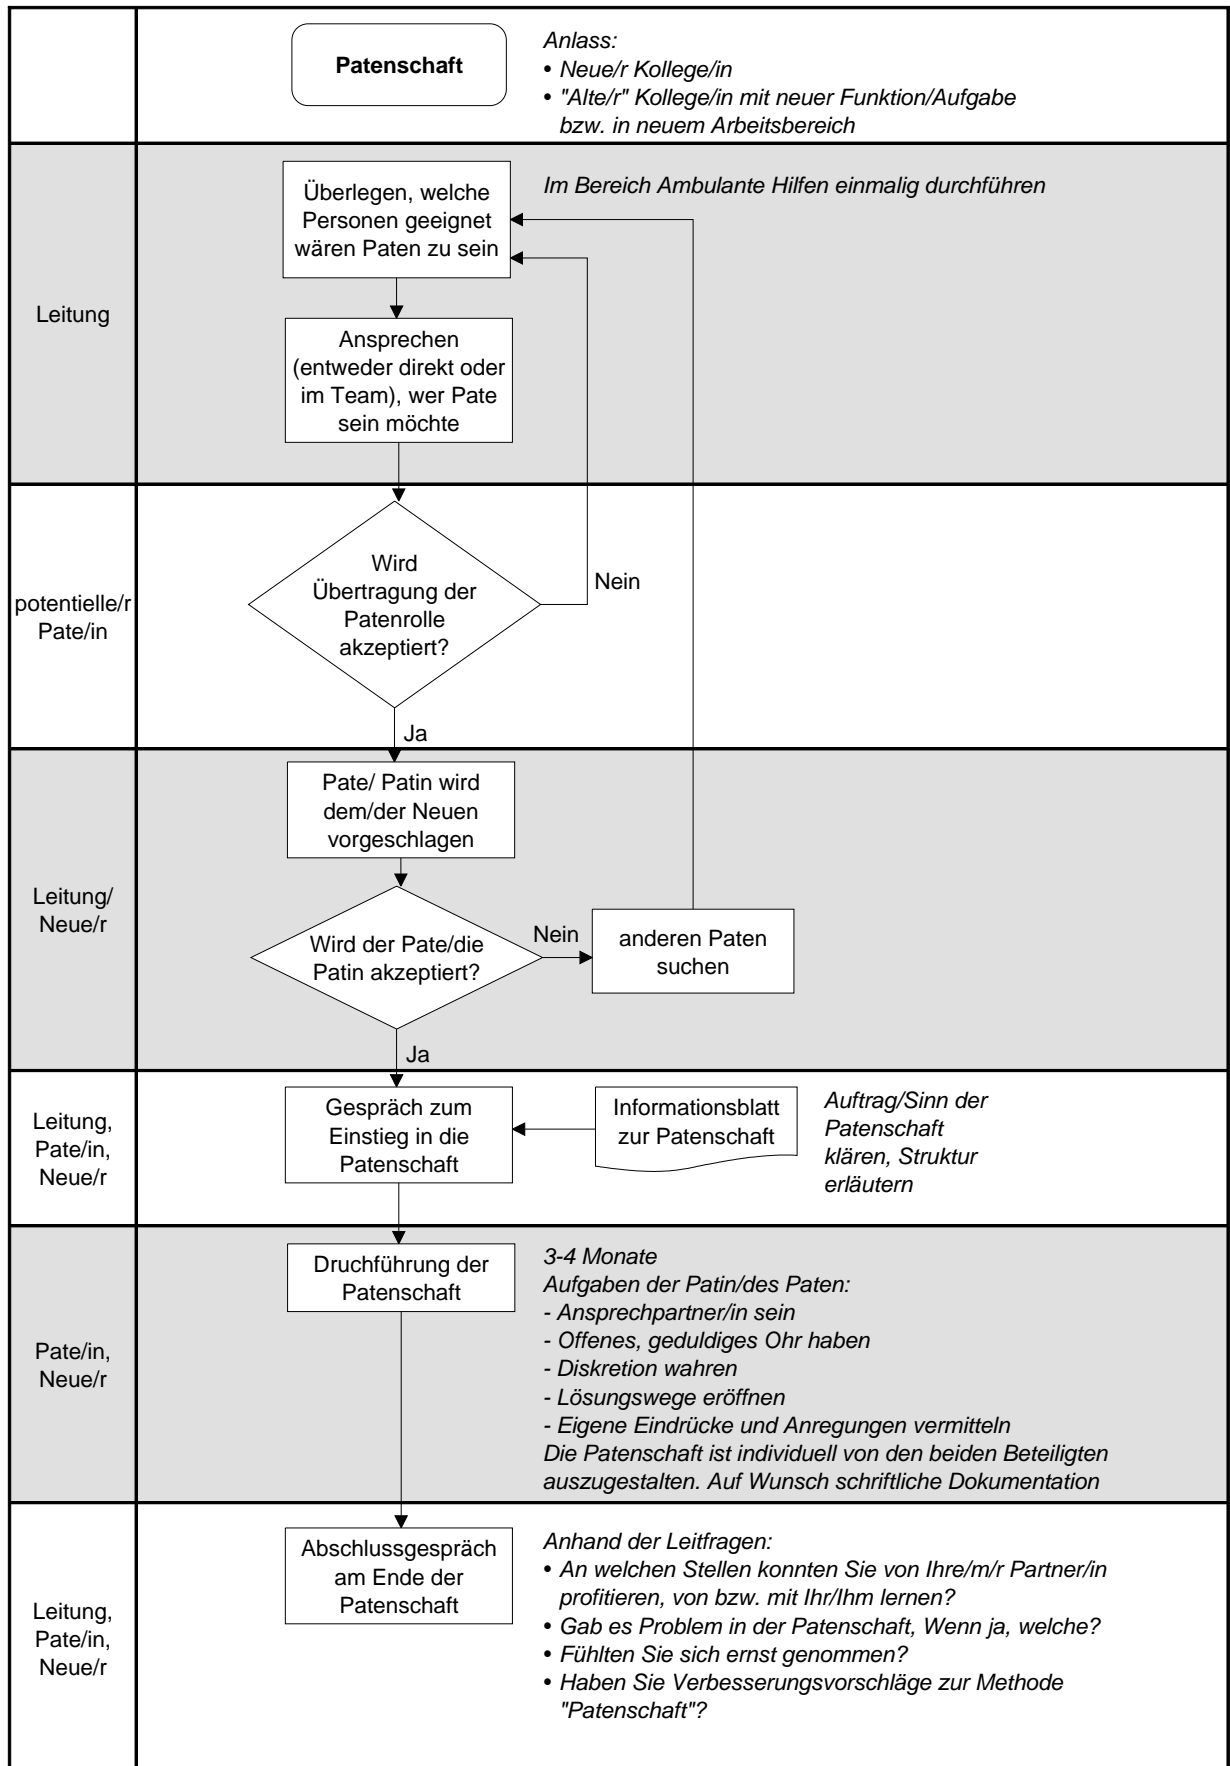 Patenschaft
Anlass:
• Neue/r Kollege/in
• "Alte/r" Kollege/in mit neuer Funktion/Aufgabe
bzw. in neuem Arbeitsbereich
Leitung
Überlegen, welche
Personen geeignet
wären Paten zu sein
Im Bereich Ambulante Hilfen einmalig durchführen
Ansprechen
(entweder direkt oder
im Team), wer Pate
sein möchte
potentielle/r
Pate/in
Wird
Übertragung der
Patenrolle
akzeptiert?
Nein
Ja
Leitung/
Neue/r
Pate/ Patin wird
dem/der Neuen
vorgeschlagen
Wird der Pate/die
Patin akzeptiert?
Nein
anderen Paten
suchen
Ja
Leitung,
Pate/in,
Neue/r
Gespräch zum
Einstieg in die
Patenschaft
Informationsblatt
zur Patenschaft
Auftrag/Sinn der
Patenschaft
klären, Struktur
erläutern
Pate/in,
Neue/r
Druchführung der
Patenschaft
3-4 Monate
Aufgaben der Patin/des Paten:
- Ansprechpartner/in sein
- Offenes, geduldiges Ohr haben
- Diskretion wahren
- Lösungswege eröffnen
- Eigene Eindrücke und Anregungen vermitteln
Die Patenschaft ist individuell von den beiden Beteiligten
auszugestalten. Auf Wunsch schriftliche Dokumentation
Leitung,
Pate/in,
Neue/r
Abschlussgespräch
am Ende der
Patenschaft
Anhand der Leitfragen:
• An welchen Stellen konnten Sie von Ihre/m/r Partner/in
profitieren, von bzw. mit Ihr/Ihm lernen?
• Gab es Problem in der Patenschaft, Wenn ja, welche?
• Fühlten Sie sich ernst genommen?
• Haben Sie Verbesserungsvorschläge zur Methode
"Patenschaft"?